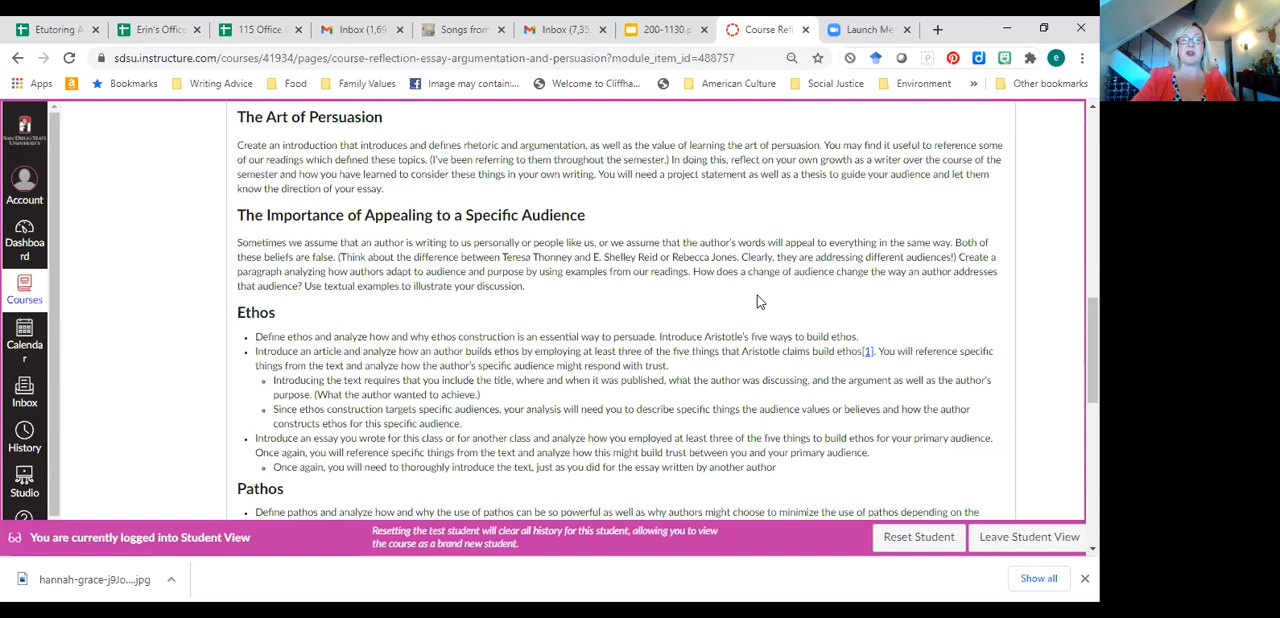 Etutoring A
Erin's Office
115 Office
Inbox (1,69
Songs from
Inbox (7,35
200-1130.p
Course Refl
Launch Me
sdsu.instructure.com/courses/41934/pages/course-reflection-essay-argumentation-and-persuasion?module_item_id=488757
Apps
Bookmarks
Writing Advice
Food
Family Values
Image may contain:...
Welcome to Cliffha...
American Culture
Social Justice
Environment
»
Other bookmarks
SAN DIEGO STATE
UNIVERSITY
Account
Dashboa
rd
Courses
Calenda
r
Inbox
History
Studio
The Art of Persuasion
Create an introduction that introduces and defines rhetoric and argumentation, as well as the value of learning the art of persuasion. You may find it useful to reference some
of our readings which defined these topics. (I've been referring to them throughout the semester.) In doing this, reflect on your own growth as a writer over the course of the
semester and how you have learned to consider these things in your own writing. You will need a project statement as well as a thesis to guide your audience and let them
know the direction of your essay.
The Importance of Appealing to a Specific Audience
Sometimes we assume that an author is writing to us personally or people like us, or we assume that the author's words will appeal to everything in the same way. Both of
these beliefs are false. (Think about the difference between Teresa Thonney and E. Shelley Reid or Rebecca Jones. Clearly, they are addressing different audiences!) Create a
paragraph analyzing how authors adapt to audience and purpose by using examples from our readings. How does a change of audience change the way an author addresses
that audience? Use textual examples to illustrate your discussion.
Ethos
• Define ethos and analyze how and why ethos construction is an essential way to persuade. Introduce Aristotle's five ways to build ethos.
• Introduce an article and analyze how an author builds ethos by employing at least three of the five things that Aristotle claims build ethos[1]. You will reference specific
things from the text and analyze how the author's specific audience might respond with trust.
◦ Introducing the text requires that you include the title, where and when it was published, what the author was discussing, and the argument as well as the author's
purpose. (What the author wanted to achieve.)
◦ Since ethos construction targets specific audiences, your analysis will need you to describe specific things the audience values or believes and how the author
constructs ethos for this specific audience.
• Introduce an essay you wrote for this class or for another class and analyze how you employed at least three of the five things to build ethos for your primary audience.
Once again, you will reference specific things from the text and analyze how this might build trust between you and your primary audience.
◦ Once again, you will need to thoroughly introduce the text, just as you did for the essay written by another author
Pathos
• Define pathos and analyze how and why the use of pathos can be so powerful as well as why authors might choose to minimize the use of pathos depending on the
You are currently logged into Student View
Resetting the test student will clear all history for this student, allowing you to view
the course as a brand new student.
Reset Student
Leave Student View
hannah-grace-j9Jo....jpg
Show all